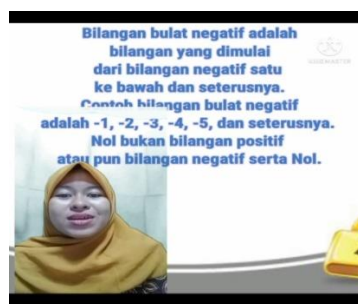 Bilangan bulat negatif adalah
bilangan yang dimulai
dari bilangan negatif satu
ke bawah dan seterusnya.
Contoh bilangan bulat negatif
adalah -1, -2, -3, -4, -5, dan seterusnya.
Nol bukan bilangan positif
atau pun bilangan negatif serta Nol.